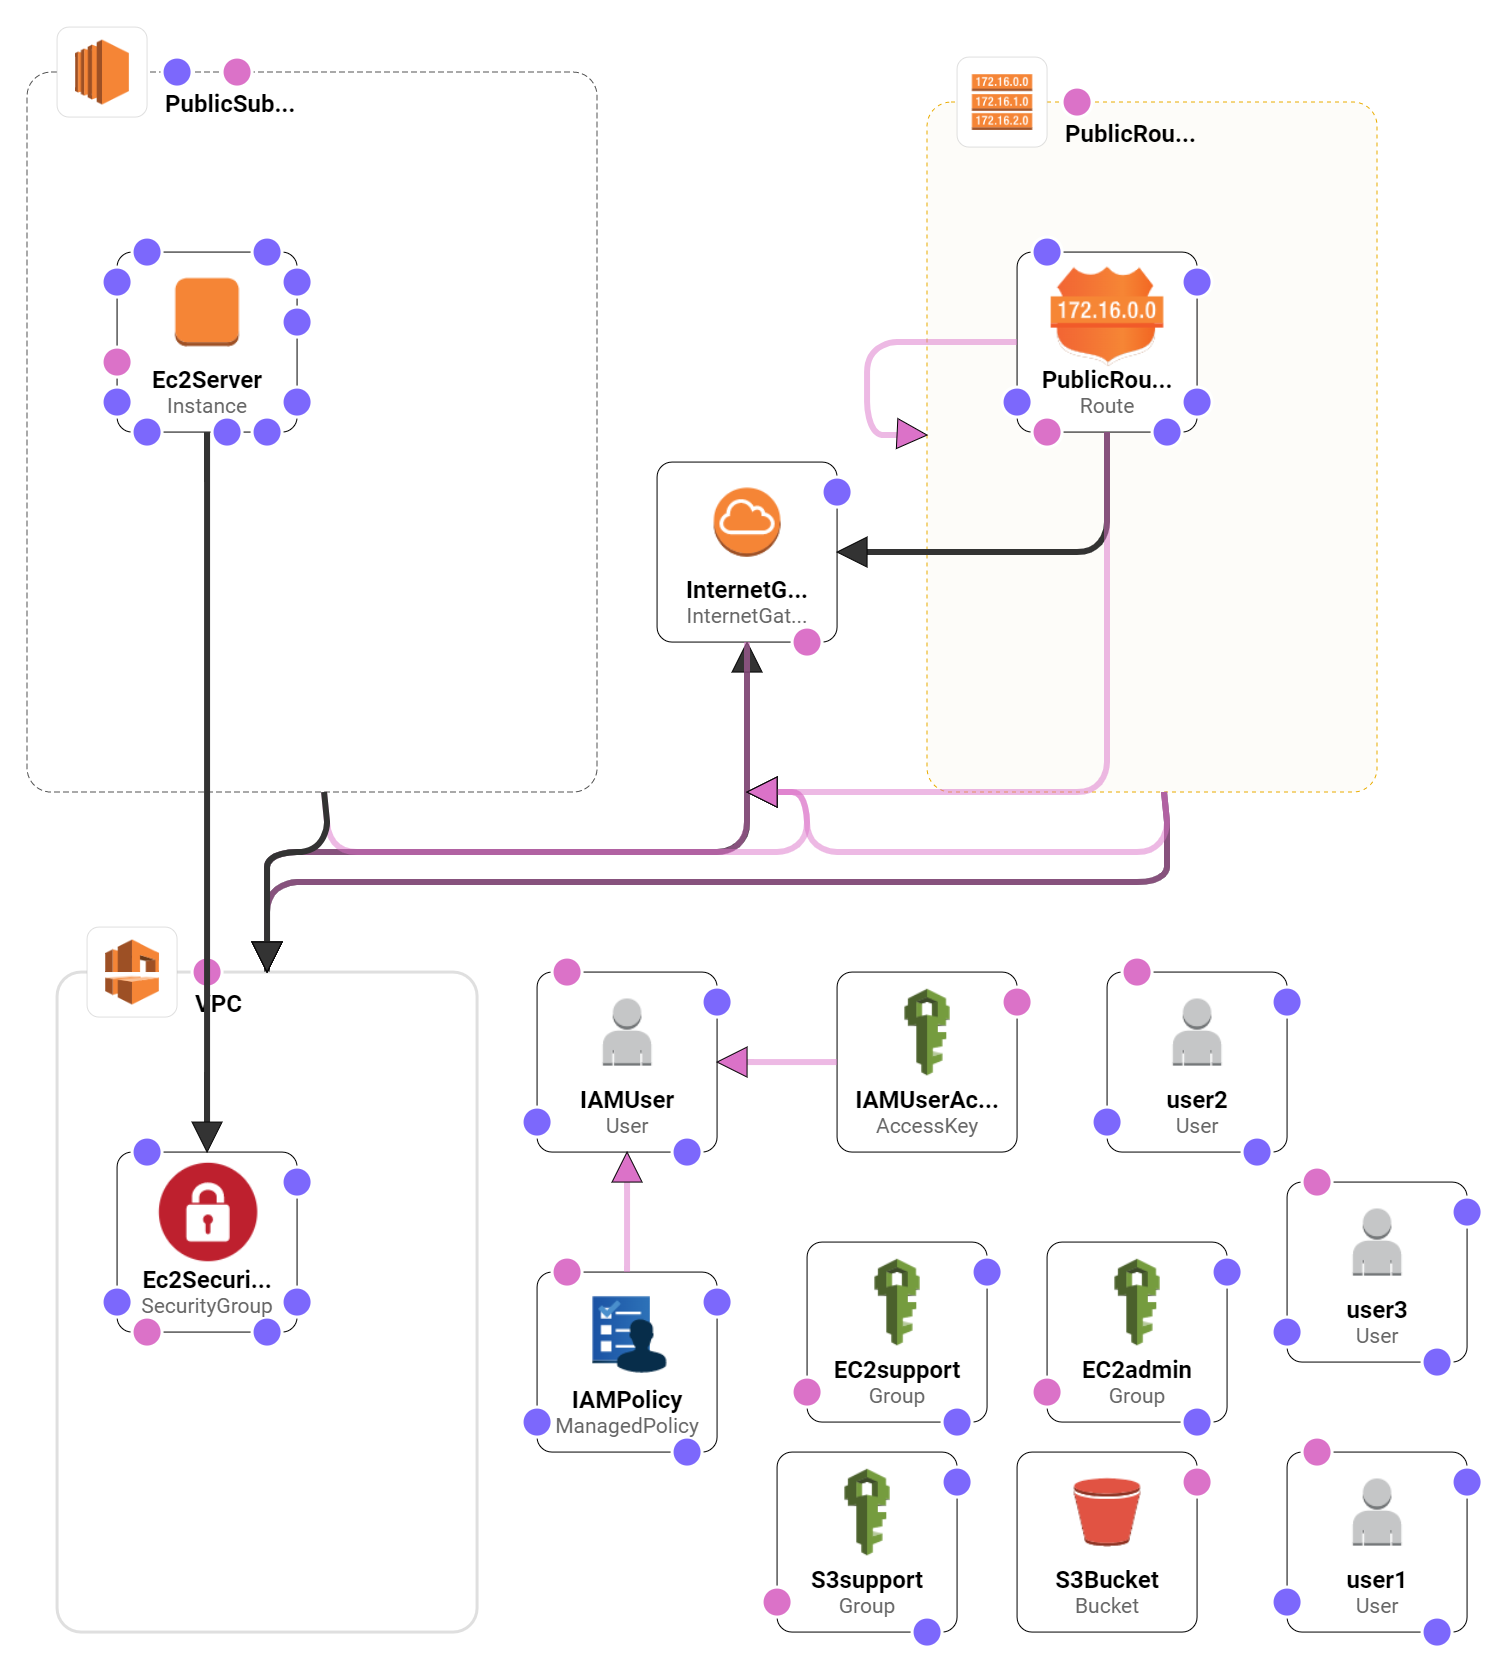 PublicSub...
172.16.0.0
172.16.1.0
172.16.2.0
PublicRou...
Ec2Server
Instance
172.16.0.0
PublicRou...
Route
InternetG...
InternetGat...
VPC
IAMUser
User
IAMUserAc...
AccessKey
user2
User
Ec2Securi...
SecurityGroup
user3
User
EC2support
Group
EC2admin
Group
IAMPolicy
ManagedPolicy
S3support
Group
S3Bucket
Bucket
user1
User